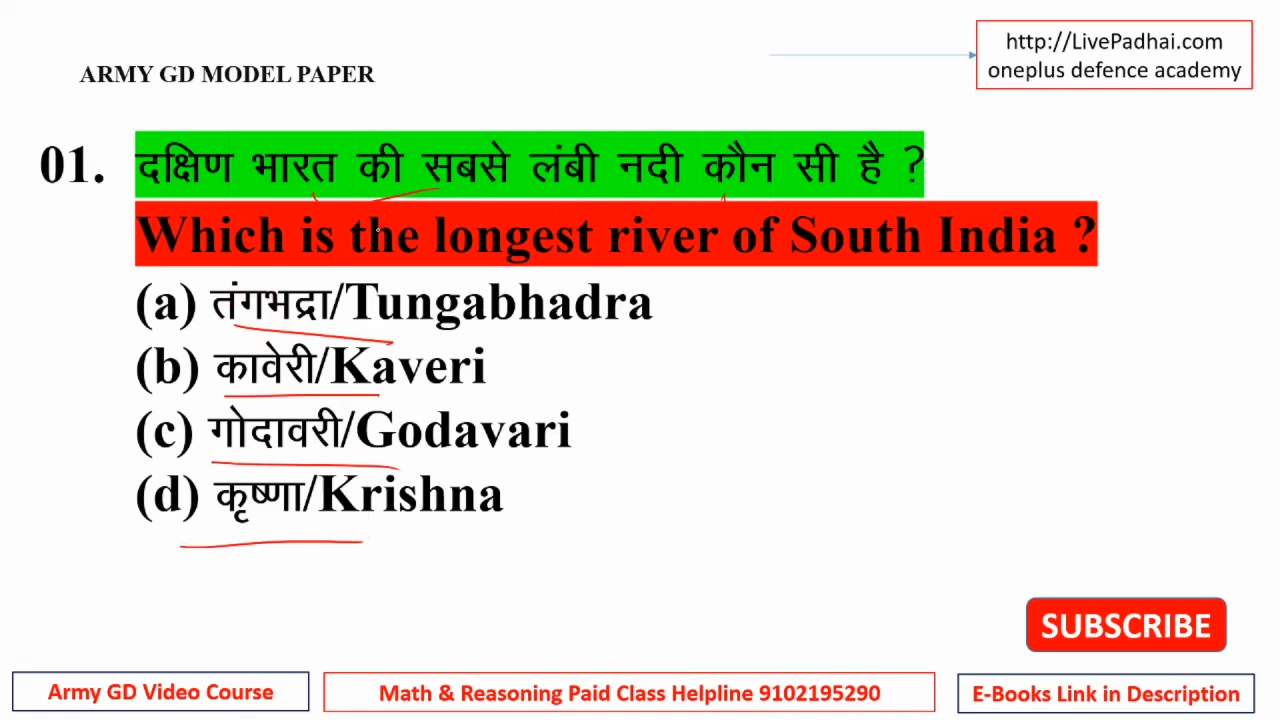 http://LivePadhai.com
oneplus defence academy
ARMY GD MODEL PAPER
01. दक्षिण भारत की सबसे लंबी नदी कौन सी है ?
Which is the longest river of South India ?
(a) तंगभद्रा/Tungabhadra
(b) कावेरी/Kaveri
(c) गोदावरी/Godavari
(d) कृष्णा/Krishna
SUBSCRIBE
Army GD Video Course
Math & Reasoning Paid Class Helpline 9102195290
E-Books Link in Description